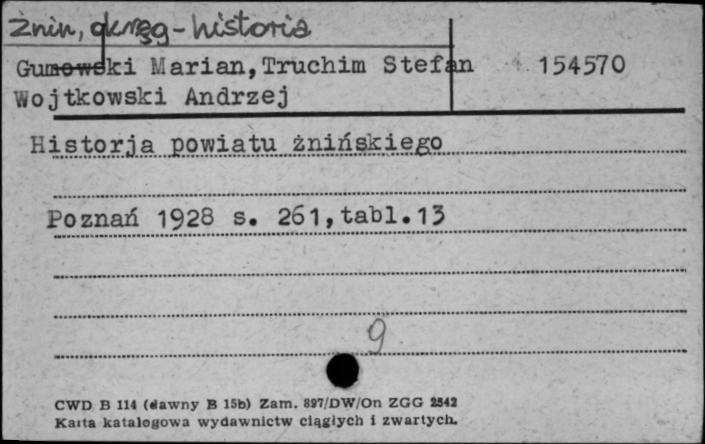 Żnin, okręg - historia
Gumowski Marian, Truchim Stefan 154570
Wojtkowski Andrzej
Historja powiatu żnińskiego
Poznań 1928 s. 261, tabl. 13
9
CWD B 114 (dawny B 15b) Zam. 897/DW/On ZGG 2542
Karta katalogowa wydawnictw ciągłych i zwartych.